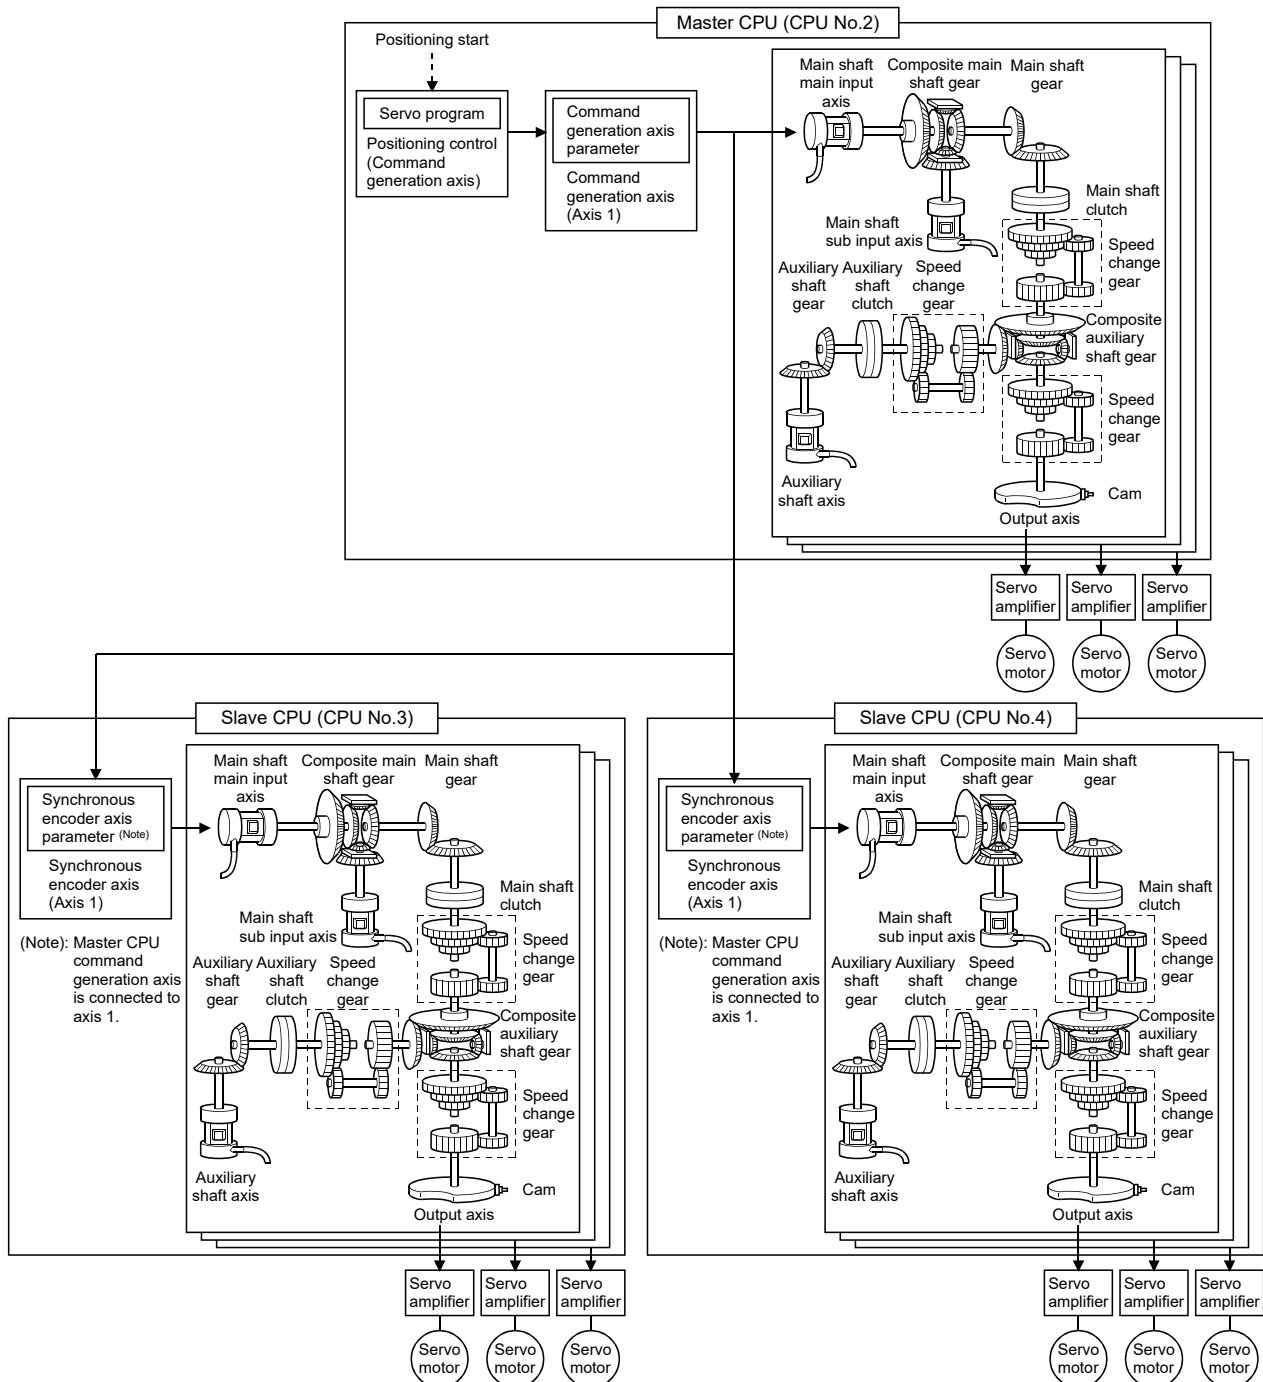 Master CPU (CPU No.2)
Positioning start
Servo program
Positioning control
(Command
generation axis)
Command
generation axis
parameter
Command
generation axis
(Axis 1)
Main shaft
main input
axis
Composite main
shaft gear
Main shaft
gear
Main shaft
clutch
Main shaft
sub input axis
Speed
change
gear
Auxiliary
shaft
gear
Auxiliary
shaft
clutch
Speed
change
gear
Composite
auxiliary
shaft gear
Speed
change
gear
Auxiliary
shaft axis
Cam
Output axis
Servo
amplifier
Servo
amplifier
Servo
amplifier
Servo
motor
Servo
motor
Servo
motor
Slave CPU (CPU No.3)
Synchronous
encoder axis
parameter (Note)
Synchronous
encoder axis
(Axis 1)
(Note): Master CPU
command
generation axis
is connected to
axis 1.
Main shaft
main input
axis
Composite main
shaft gear
Main shaft
gear
Main shaft
clutch
Main shaft
sub input axis
Speed
change
gear
Auxiliary
shaft
gear
Auxiliary
shaft
clutch
Speed
change
gear
Composite
auxiliary
shaft gear
Speed
change
gear
Auxiliary
shaft axis
Cam
Output axis
Servo
amplifier
Servo
amplifier
Servo
amplifier
Servo
motor
Servo
motor
Servo
motor
Slave CPU (CPU No.4)
Synchronous
encoder axis
parameter (Note)
Synchronous
encoder axis
(Axis 1)
(Note): Master CPU
command
generation axis
is connected to
axis 1.
Main shaft
main input
axis
Composite main
shaft gear
Main shaft
gear
Main shaft
clutch
Main shaft
sub input axis
Speed
change
gear
Auxiliary
shaft
gear
Auxiliary
shaft
clutch
Speed
change
gear
Composite
auxiliary
shaft gear
Speed
change
gear
Auxiliary
shaft axis
Cam
Output axis
Servo
amplifier
Servo
amplifier
Servo
amplifier
Servo
motor
Servo
motor
Servo
motor